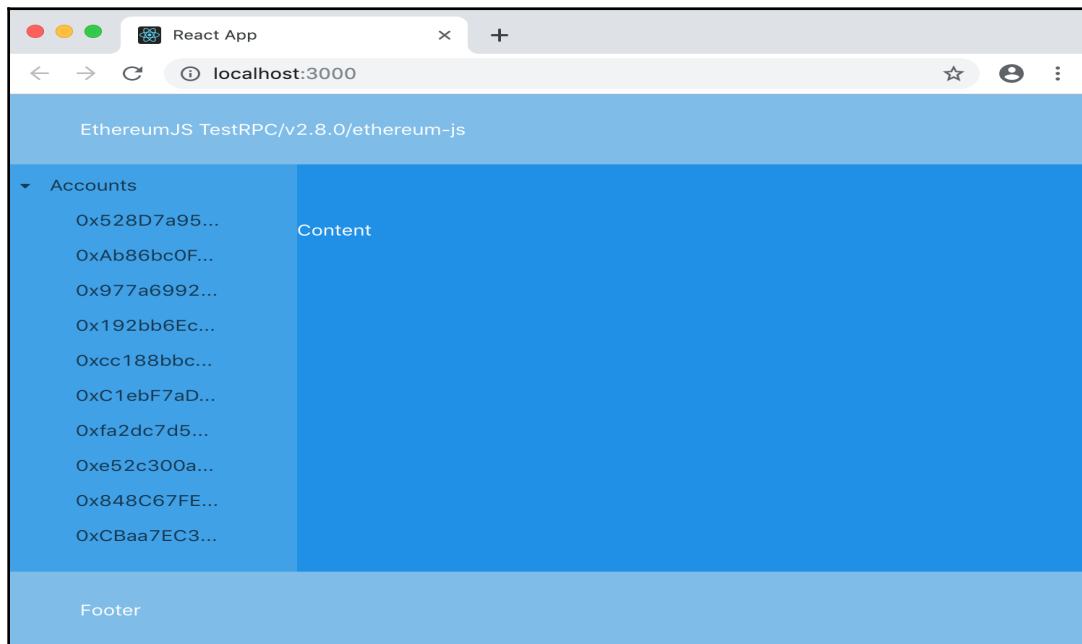 React App
localhost:3000
EthereumJS TestRPC/v2.8.0/ethereum-js
Accounts
0x528D7a95...
0xAb86bc0F...
0x977a6992...
0x192bb6Ec...
0xcc188bbc...
0xC1ebF7aD...
0xfa2dc7d5...
0xe52c300a...
0x848C67FE...
0xCBaa7EC3...
Content
Footer